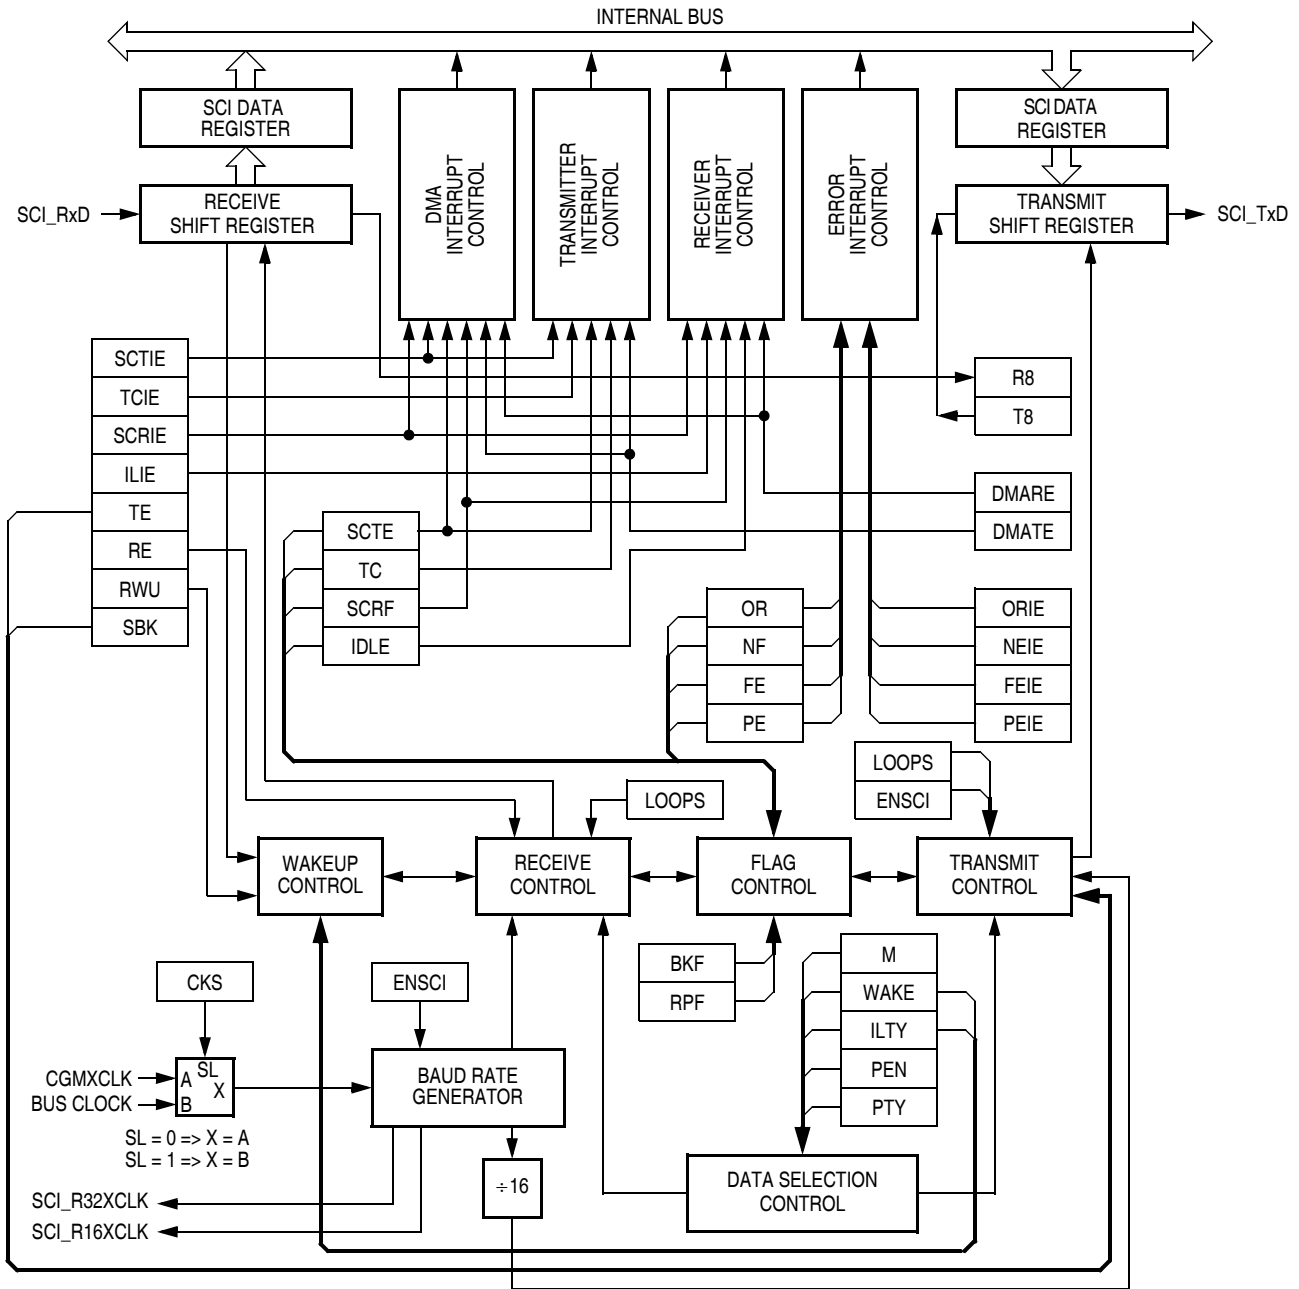 INTERNAL BUS
SCI DATA
REGISTER
SCI DATA
REGISTER
DMA
INTERRUPT
CONTROL
TRANSMITTER
INTERRUPT
CONTROL
RECEIVER
INTERRUPT
CONTROL
ERROR
INTERRUPT
CONTROL
SCI_RxD
RECEIVE
SHIFT REGISTER
TRANSMIT
SHIFT REGISTER
SCI_TxD
SCTIE
TCIE
SCRIE
ILIE
TE
RE
RWU
SBK
R8
T8
DMARE
DMATE
SCTE
TC
SCRF
IDLE
OR
NF
FE
PE
ORIE
NEIE
FEIE
PEIE
LOOPS
ENSCI
LOOPS
WAKEUP
CONTROL
RECEIVE
CONTROL
FLAG
CONTROL
TRANSMIT
CONTROL
BKF
RPF
M
WAKE
ILTY
PEN
PTY
CKS
ENSCI
CGMXCLK
BUS CLOCK
SL
A
X
B
SL = 0 => X = A
SL = 1 => X = B
BAUD RATE
GENERATOR
÷16
DATA SELECTION
CONTROL
SCI_R32XCLK
SCI_R16XCLK